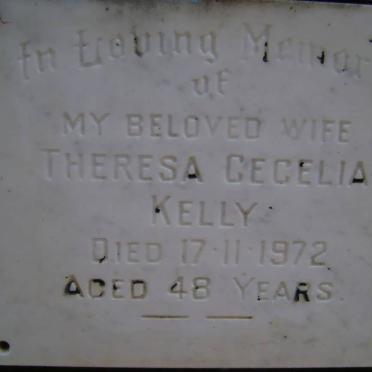 In Loving Memory
of
MY BELOVED WIFE
THERESA CECELIA
KELLY
DIED 17·11·1972
AGED 48 YEARS.